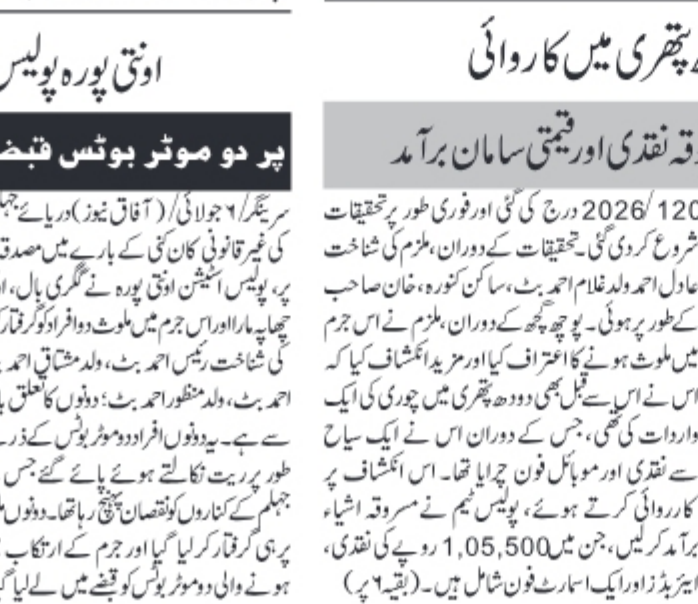 پتھری میں کاروائی
قہ نقدی اور قیمتی سامان برآمد
120/2026 درج کی گئی اور فوری طور پر تحقیقات
شروع کر دی گئی۔ تحقیقات کے دوران، ملزم کی شناخت
عادل احمد ولد غلام احمد بٹ، ساکن کنورہ، خان صاحب
کے طور پر ہوئی۔ پوچھ گچھ کے دوران، ملزم نے اس جرم
میں ملوث ہونے کا اعتراف کیا اور مزید انکشاف کیا کہ
اس نے اس سے قبل بھی دودھ پتھری میں چوری کی ایک
واردات کی تھی، جس کے دوران اس نے ایک سیاح
سے نقدی اور موبائل فون چرایا تھا۔ اس انکشاف پر
کارروائی کرتے ہوئے، پولیس ٹیم نے مسروقہ اشیاء
برآمد کر لیں، جن میں 1,05,500 روپے کی نقدی،
ایئر بڈز اور ایک اسمارٹ فون شامل ہیں۔ (بقیہ ۶ پر)
اونتی پورہ پولیس
پر دو موٹر بوٹس قبضے
سرینگر/۶ جولائی/(آفاق نیوز) دریائے جہلم
کی غیر قانونی کان کنی کے بارے میں مصدقہ
پر، پولیس اسٹیشن اونتی پورہ نے گگری بال، او
چھاپہ مارا اور اس جرم میں ملوث دو افراد کو گرفتار کر
کی شناخت رئیس احمد بٹ، ولد مشتاق احمد
احمد بٹ، ولد منظور احمد بٹ؛ دونوں کا تعلق
سے ہے۔ یہ دونوں افراد دو موٹر بوٹس کے ذر
طور پر ریت نکالتے ہوئے پائے گئے جس
جہلم کے کناروں کو نقصان پہنچ رہا تھا۔ دونوں مل
پر ہی گرفتار کر لیا گیا اور جرم کے ارتکاب
ہونے والی دو موٹر بوٹس کو قبضے میں لے لیا گ